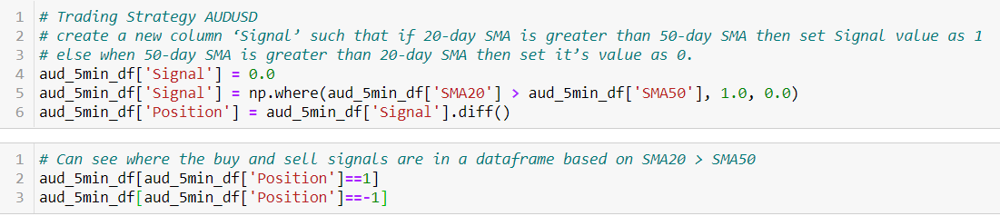 1 # Trading Strategy AUDUSD
2 # create a new column ‘Signal’ such that if 20-day SMA is greater than 50-day SMA then set Signal value as 1
3 # else when 50-day SMA is greater than 20-day SMA then set it’s value as 0.
4 aud_5min_df['Signal'] = 0.0
5 aud_5min_df['Signal'] = np.where(aud_5min_df['SMA20'] > aud_5min_df['SMA50'], 1.0, 0.0)
6 aud_5min_df['Position'] = aud_5min_df['Signal'].diff()
1 # Can see where the buy and sell signals are in a dataframe based on SMA20 > SMA50
2 aud_5min_df[aud_5min_df['Position']==1]
3 aud_5min_df[aud_5min_df['Position']==-1]